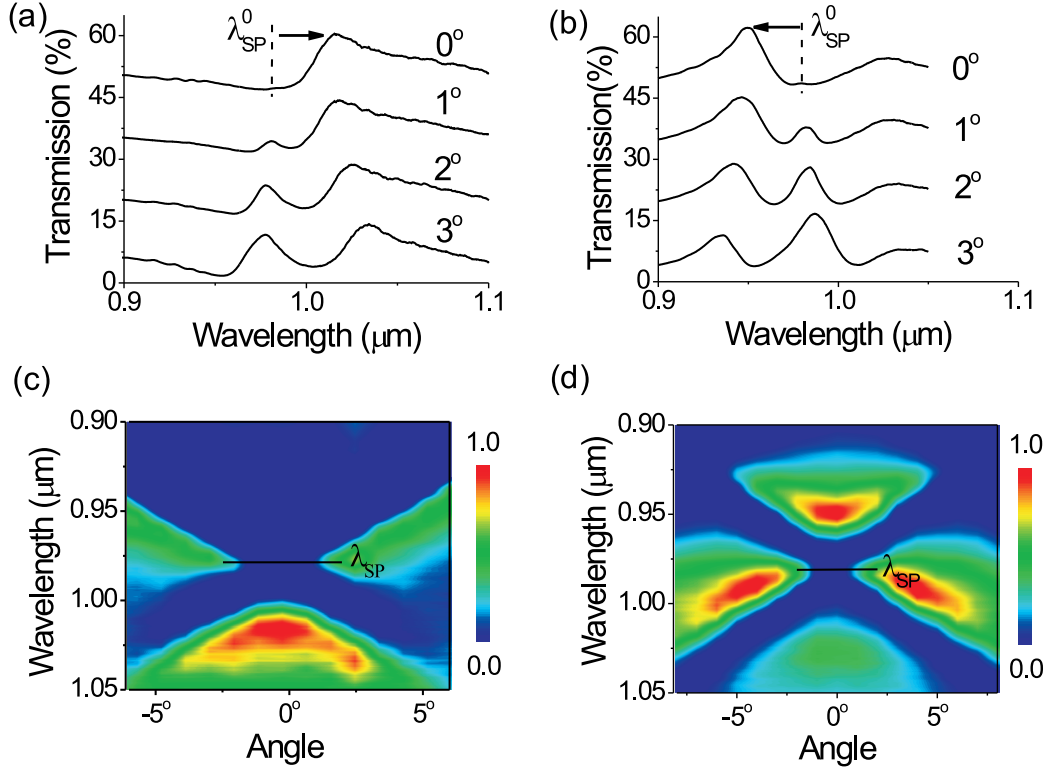 (a)
λ⁰SP
Transmission (%)
60
45
30
15
0
0°
1°
2°
3°
0.9
1.0
1.1
Wavelength (μm)
(b)
λ⁰SP
Transmission(%)
60
45
30
15
0
0°
1°
2°
3°
0.9
1.0
1.1
Wavelength (μm)
(c)
Wavelength (μm)
0.90
0.95
1.00
1.05
λSP
1.0
0.0
-5°
0°
5°
Angle
(d)
Wavelength (μm)
0.90
0.95
1.00
1.05
λSP
1.0
0.0
-5°
0°
5°
Angle